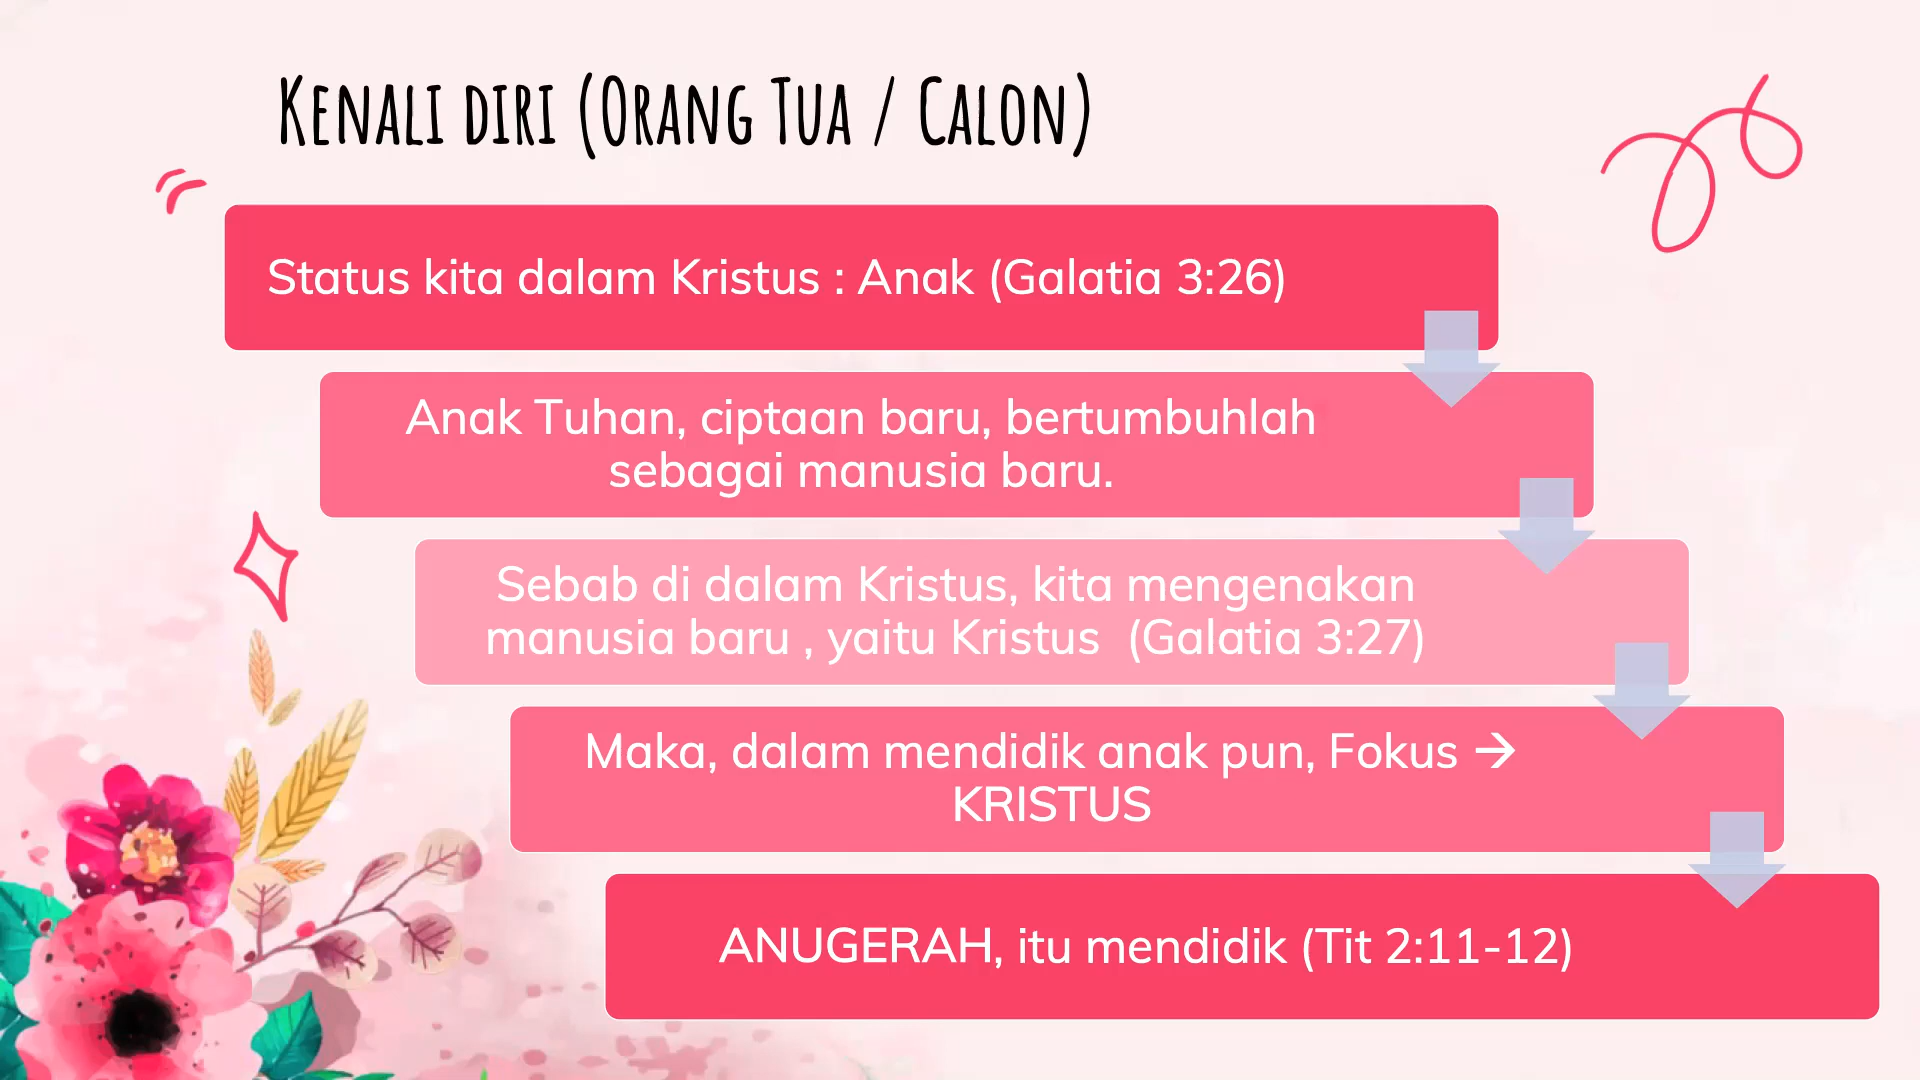 Kenali diri (Orang Tua / Calon)
Status kita dalam Kristus : Anak (Galatia 3:26)
Anak Tuhan, ciptaan baru, bertumbuhlah
sebagai manusia baru.
Sebab di dalam Kristus, kita mengenakan
manusia baru , yaitu Kristus  (Galatia 3:27)
Maka, dalam mendidik anak pun, Fokus →
KRISTUS
ANUGERAH, itu mendidik (Tit 2:11-12)